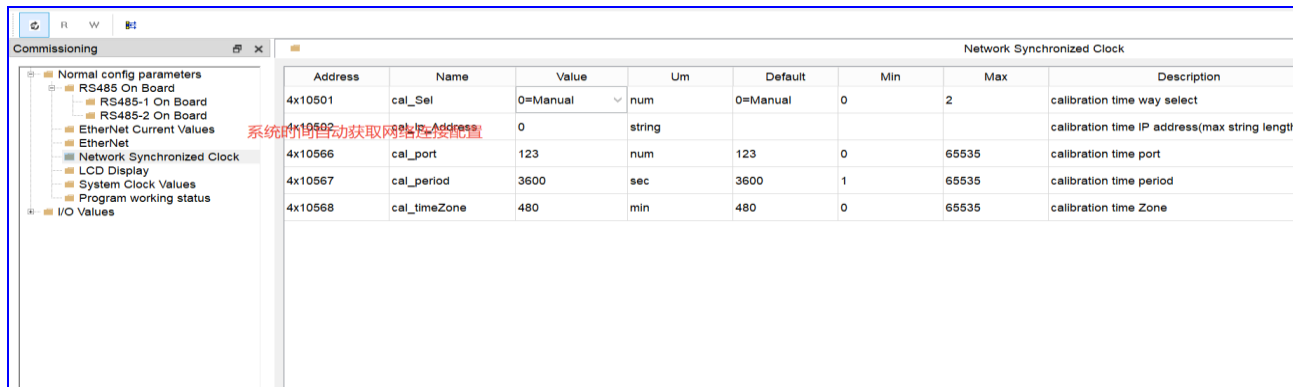 R W
Commissioning
Network Synchronized Clock
Normal config parameters
RS485 On Board
RS485-1 On Board
RS485-2 On Board
EtherNet Current Values
EtherNet
Network Synchronized Clock
LCD Display
System Clock Values
Program working status
I/O Values
系统时间自动获取网络连接配置
Address Name Value Um Default Min Max Description
4x10501 cal_Sel 0=Manual num 0=Manual 0 2 calibration time way select
4x10502 cal_Ip_Address 0 string calibration time IP address(max string length
4x10566 cal_port 123 num 123 0 65535 calibration time port
4x10567 cal_period 3600 sec 3600 1 65535 calibration time period
4x10568 cal_timeZone 480 min 480 0 65535 calibration time Zone